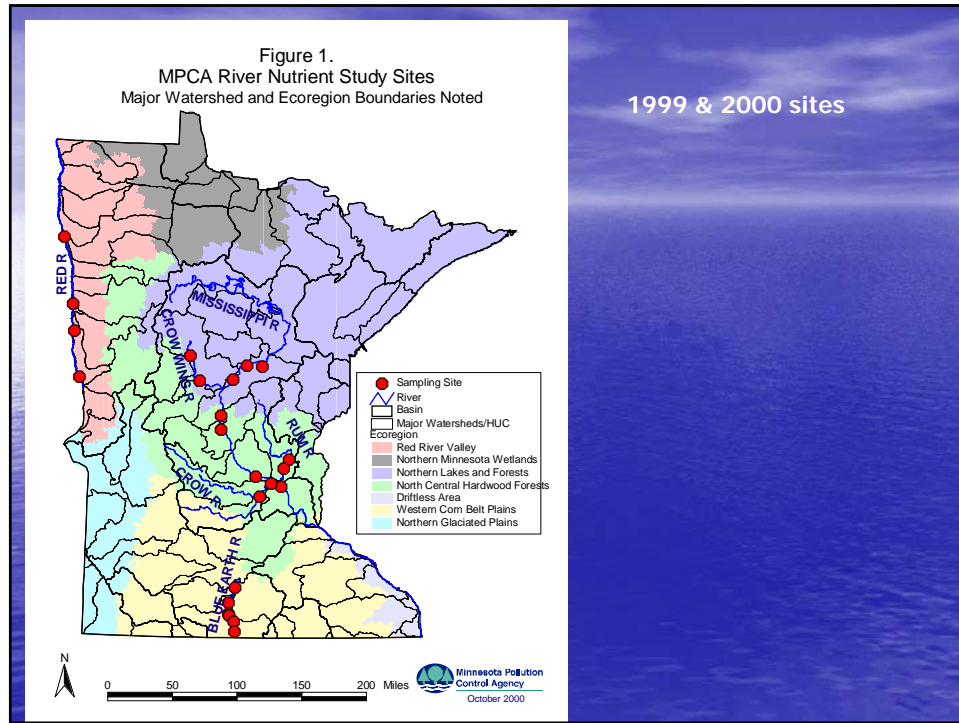 Figure 1.
MPCA River Nutrient Study Sites
Major Watershed and Ecoregion Boundaries Noted
1999 & 2000 sites
RED R
MISSISSIPPI R
CROW WING R
RUM R
CROW R
BLUE EARTH R
Sampling Site
River
Basin
Major Watersheds/HUC
Ecoregion
Red River Valley
Northern Minnesota Wetlands
Northern Lakes and Forests
North Central Hardwood Forests
Driftless Area
Western Corn Belt Plains
Northern Glaciated Plains
N
0 50 100 150 200 Miles
Minnesota Pollution
Control Agency
October 2000